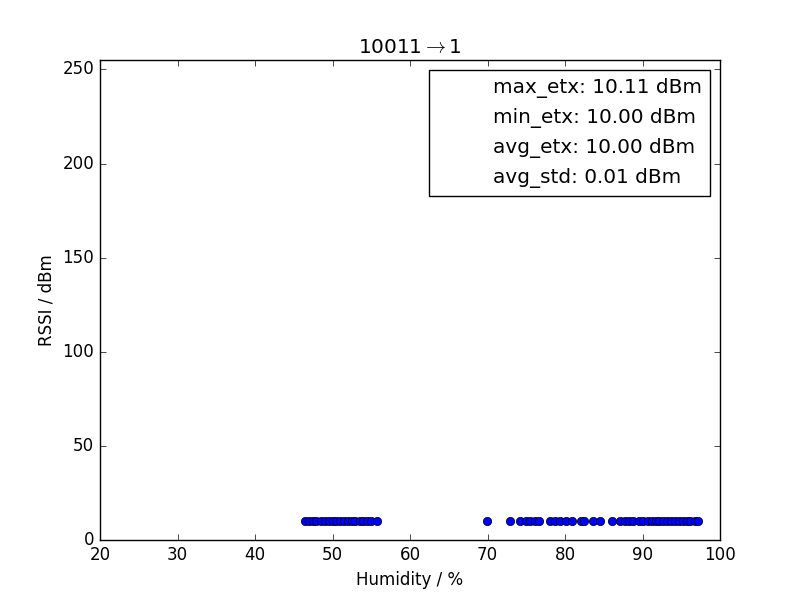 10011→1
max_etx: 10.11 dBm
min_etx: 10.00 dBm
avg_etx: 10.00 dBm
avg_std: 0.01 dBm
250
200
150
100
50
0
RSSI / dBm
20 30 40 50 60 70 80 90 100
Humidity / %